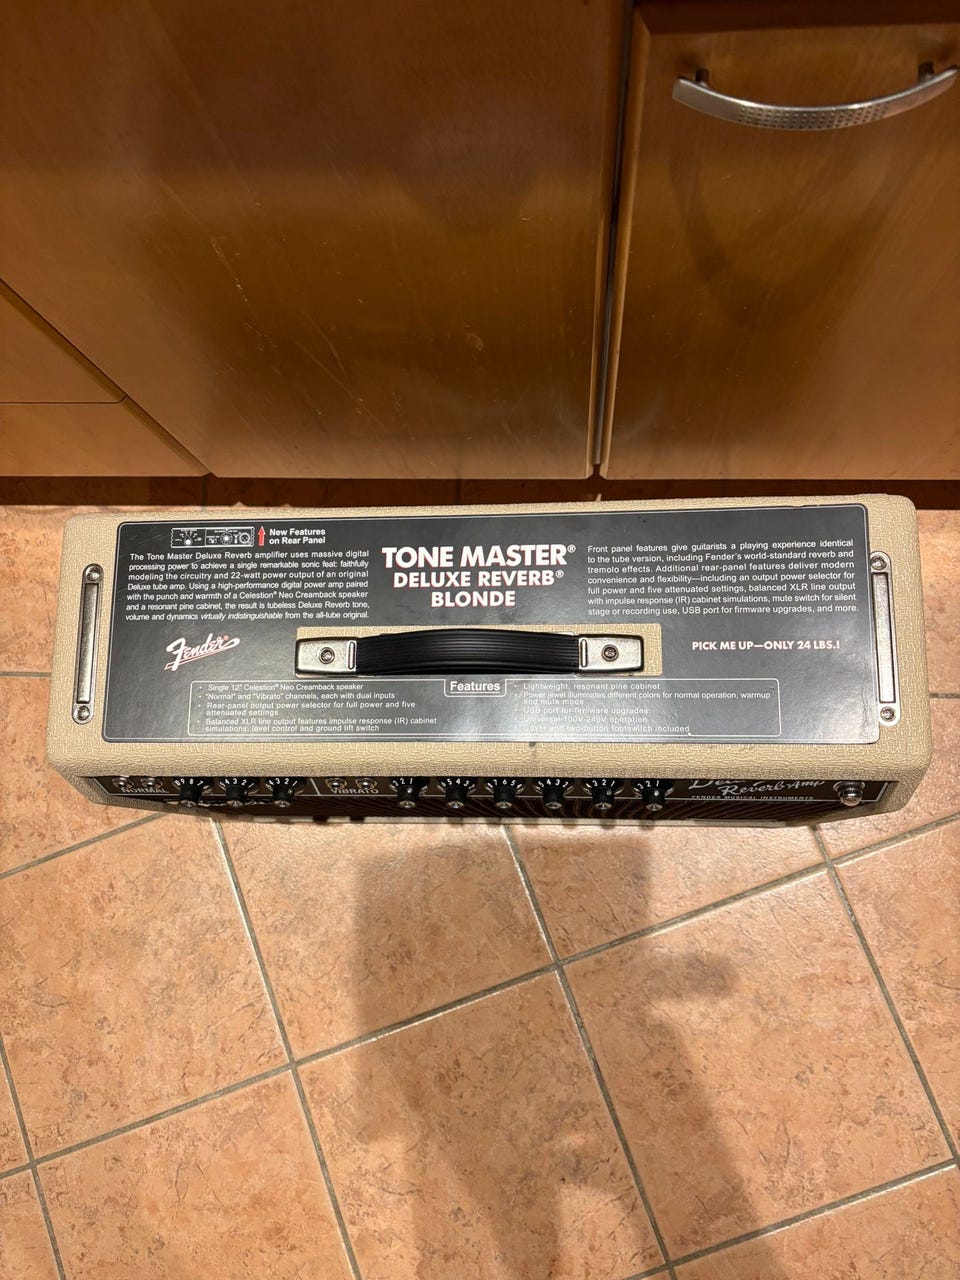 New Features
on Rear Panel
The Tone Master Deluxe Reverb amplifier uses massive digital
processing power to achieve a single remarkable sonic feat: faithfully
modeling the circuitry and 22-watt power output of an original
Deluxe tube amp. Using a high-performance digital power amp paired
with the punch and warmth of a Celestion® Neo Creamback speaker
and a resonant pine cabinet, the result is tubeless Deluxe Reverb tone,
volume and dynamics virtually indistinguishable from the all-tube original.
TONE MASTER®
DELUXE REVERB®
BLONDE
Front panel features give guitarists a playing experience identical
to the tube version, including Fender's world-standard reverb and
tremolo effects. Additional rear-panel features deliver modern
convenience and flexibility—including an output power selector for
full power and five attenuated settings, balanced XLR line output
with impulse response (IR) cabinet simulations, mute switch for silent
stage or recording use, USB port for firmware upgrades, and more.
Fender®
PICK ME UP—ONLY 24 LBS.!
Features
• Single 12" Celestion® Neo Creamback speaker
• "Normal" and "Vibrato" channels, each with dual inputs
• Rear-panel output power selector for full power and five
attenuated settings
• Balanced XLR line output features impulse response (IR) cabinet
simulations, level control and ground lift switch
• Lightweight, resonant pine cabinet
• Power jewel illuminates different colors for normal operation, warmup
and mute mode
• USB port for firmware upgrades
• Universal 100V-240V operation
and two-button footswitch included
NORMAL
VIBRATO
Reverb-Amp
FENDER MUSICAL INSTRUMENTS